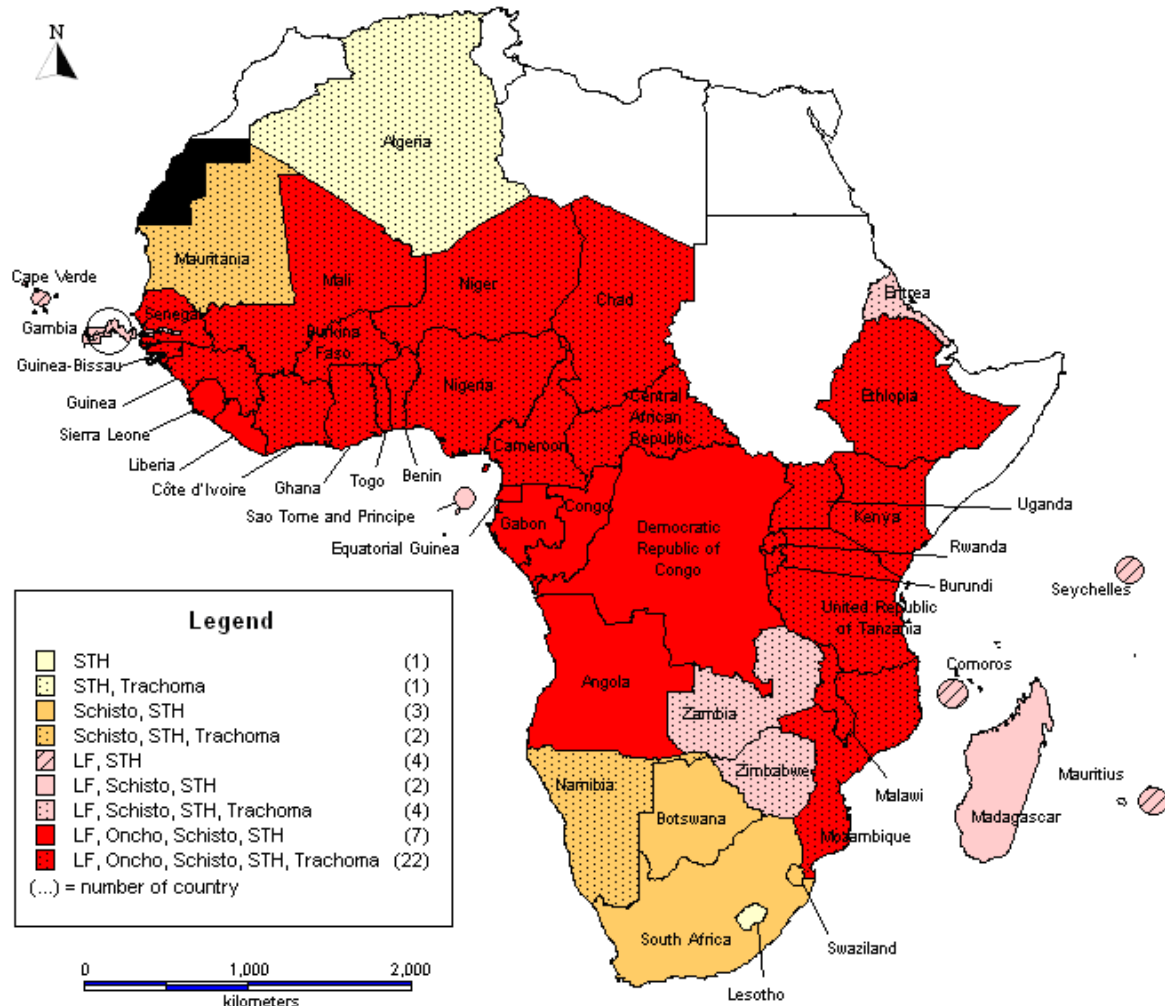 N
Algeria
Mauritania
Mali
Niger
Chad
Eritrea
Cape Verde
Senegal
Gambia
Burkina
Faso
Guinea-Bissau
Nigeria
Ethiopia
Guinea
Central
African
Republic
Sierra Leone
Cameroon
Liberia
Côte d'Ivoire
Ghana
Togo
Benin
Uganda
Kenya
Sao Tome and Principe
Gabon
Congo
Democratic
Republic of
Congo
Equatorial Guinea
Rwanda
Burundi
Seychelles
United Republic
of Tanzania
Comoros
Angola
Zambia
Zimbabwe
Malawi
Mauritius
Namibia
Botswana
Mozambique
Madagascar
South Africa
Swaziland
Lesotho
Legend
STH (1)
STH, Trachoma (1)
Schisto, STH (3)
Schisto, STH, Trachoma (2)
LF, STH (4)
LF, Schisto, STH (2)
LF, Schisto, STH, Trachoma (4)
LF, Oncho, Schisto, STH (7)
LF, Oncho, Schisto, STH, Trachoma (22)
(...) = number of country
0 1,000 2,000
kilometers